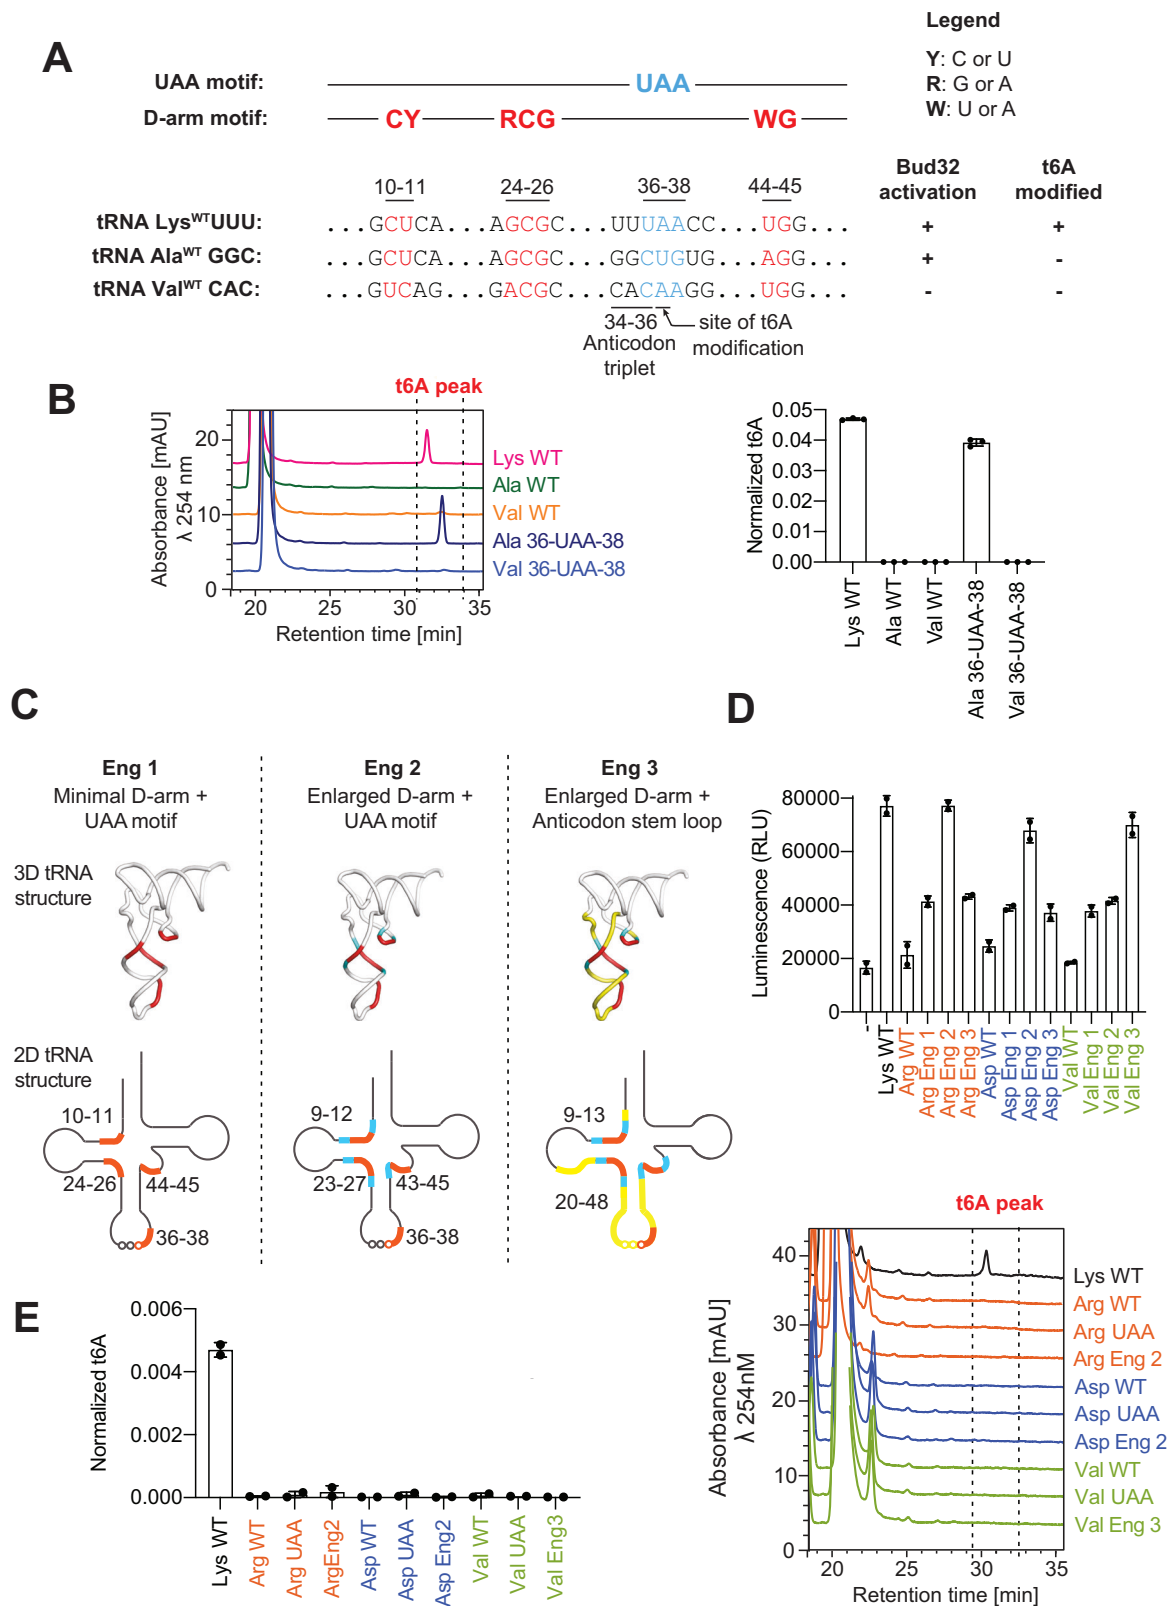 A
Legend
Y: C or U
R: G or A
W: U or A
UAA motif:
UAA
D-arm motif:
CY
RCG
WG
Bud32 activation
t6A modified
10-11
24-26
36-38
44-45
tRNA Lys^WT UUU:
...GCUCA...AGCGC...UUUUAACC...UGG...
+
+
tRNA Ala^WT GGC:
...GCUCA...AGCGC...GGCUGUG...AGG...
+
-
tRNA Val^WT CAC:
...GUCAG...GACGC...CACAAGG...UGG...
-
-
34-36
Anticodon
triplet
site of t6A
modification
B
t6A peak
Absorbance [mAU]
λ 254 nm
20
10
0
20
25
30
35
Retention time [min]
Lys WT
Ala WT
Val WT
Ala 36-UAA-38
Val 36-UAA-38
Normalized t6A
0.05
0.04
0.03
0.02
0.01
0.00
Lys WT
Ala WT
Val WT
Ala 36-UAA-38
Val 36-UAA-38
C
Eng 1
Minimal D-arm +
UAA motif
Eng 2
Enlarged D-arm +
UAA motif
Eng 3
Enlarged D-arm +
Anticodon stem loop
3D tRNA
structure
2D tRNA
structure
10-11
24-26
44-45
36-38
9-12
23-27
43-45
36-38
9-13
20-48
D
Luminescence (RLU)
80000
60000
40000
20000
0
-
Lys WT
Arg WT
Arg Eng 1
Arg Eng 2
Arg Eng 3
Asp WT
Asp Eng 1
Asp Eng 2
Asp Eng 3
Val WT
Val Eng 1
Val Eng 2
Val Eng 3
E
Normalized t6A
0.006
0.004
0.002
0.000
Lys WT
Arg WT
Arg UAA
ArgEng2
Asp WT
Asp UAA
Asp Eng2
Val WT
Val UAA
Val Eng3
t6A peak
Absorbance [mAU]
λ 254nM
40
30
20
10
0
20
25
30
35
Retention time [min]
Lys WT
Arg WT
Arg UAA
Arg Eng 2
Asp WT
Asp UAA
Asp Eng 2
Val WT
Val UAA
Val Eng 3